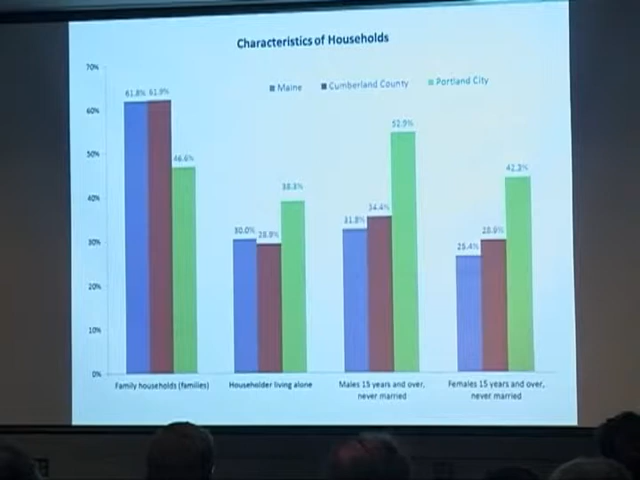 Characteristics of Households
Maine Cumberland County Portland City
70%
60%
50%
40%
30%
20%
10%
0%
61.8% 61.9% 46.6%
30.0% 28.9% 38.3%
31.8% 34.4% 52.9%
25.4% 28.9% 42.3%
Family households (families)
Householder living alone
Males 15 years and over,
never married
Females 15 years and over,
never married